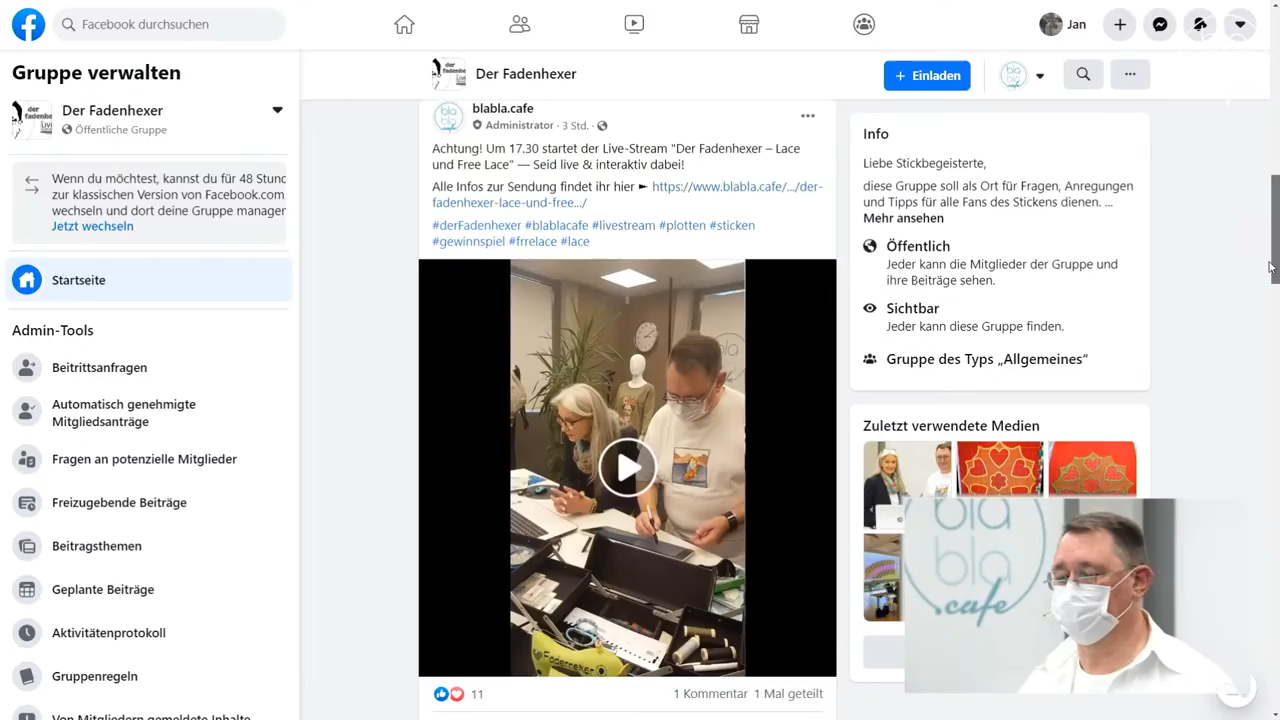 Facebook durchsuchen
Jan
Gruppe verwalten
Der Fadenhexer
Öffentliche Gruppe
Wenn du möchtest, kannst du für 48 Stund
zur klassischen Version von Facebook.com
wechseln und dort deine Gruppe manager
Jetzt wechseln
Startseite
Admin-Tools
Beitrittsanfragen
Automatisch genehmigte
Mitgliedsanträge
Fragen an potenzielle Mitglieder
Freizugebende Beiträge
Beitragsthemen
Geplante Beiträge
Aktivitätenprotokoll
Gruppenregeln
Von Mitgliedern gemeldete Inhalte
Der Fadenhexer
+ Einladen
blabla.cafe
Administrator · 3 Std. ·
Achtung! Um 17.30 startet der Live-Stream "Der Fadenhexer – Lace
und Free Lace" — Seid live & interaktiv dabei!
Alle Infos zur Sendung findet ihr hier ► https://www.blabla.cafe/.../der-
fadenhexer-lace-und-free.../
#derFadenhexer #blablacafe #livestream #plotten #sticken
#gewinnspiel #frrelace #lace
11
1 Kommentar 1 Mal geteilt
Info
Liebe Stickbegeisterte,
diese Gruppe soll als Ort für Fragen, Anregungen
und Tipps für alle Fans des Stickens dienen. ...
Mehr ansehen
Öffentlich
Jeder kann die Mitglieder der Gruppe und
ihre Beiträge sehen.
Sichtbar
Jeder kann diese Gruppe finden.
Gruppe des Typs „Allgemeines“
Zuletzt verwendete Medien
bla
bla
.cafe